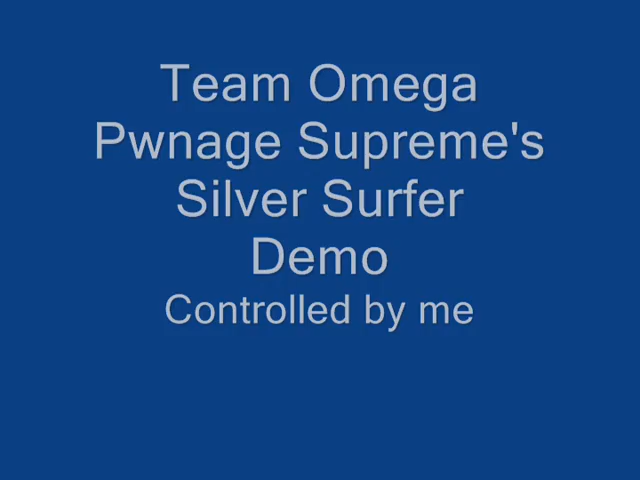 Team Omega
Pwnage Supreme's
Silver Surfer
Demo
Controlled by me